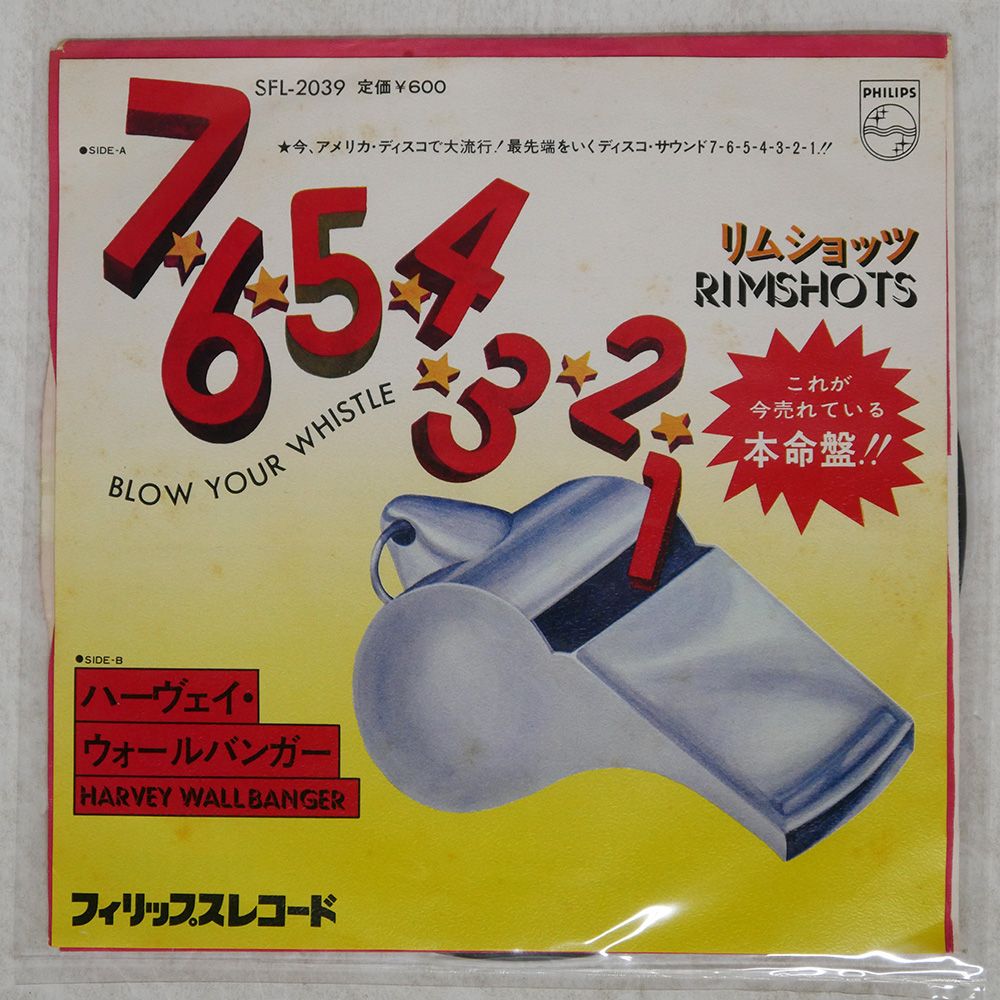 SFL-2039 定価¥600
PHILIPS
●SIDE-A
★今、アメリカ・ディスコで大流行!最先端をいくディスコ・サウンド7-6-5-4-3-2-1.!!
7★6★5★4★3★2★1
BLOW YOUR WHISTLE
リムショッツ
RIMSHOTS
これが
今売れている
本命盤!!
●SIDE-B
ハーヴェイ・
ウォールバンガー
HARVEY WALLBANGER
フィリップスレコード